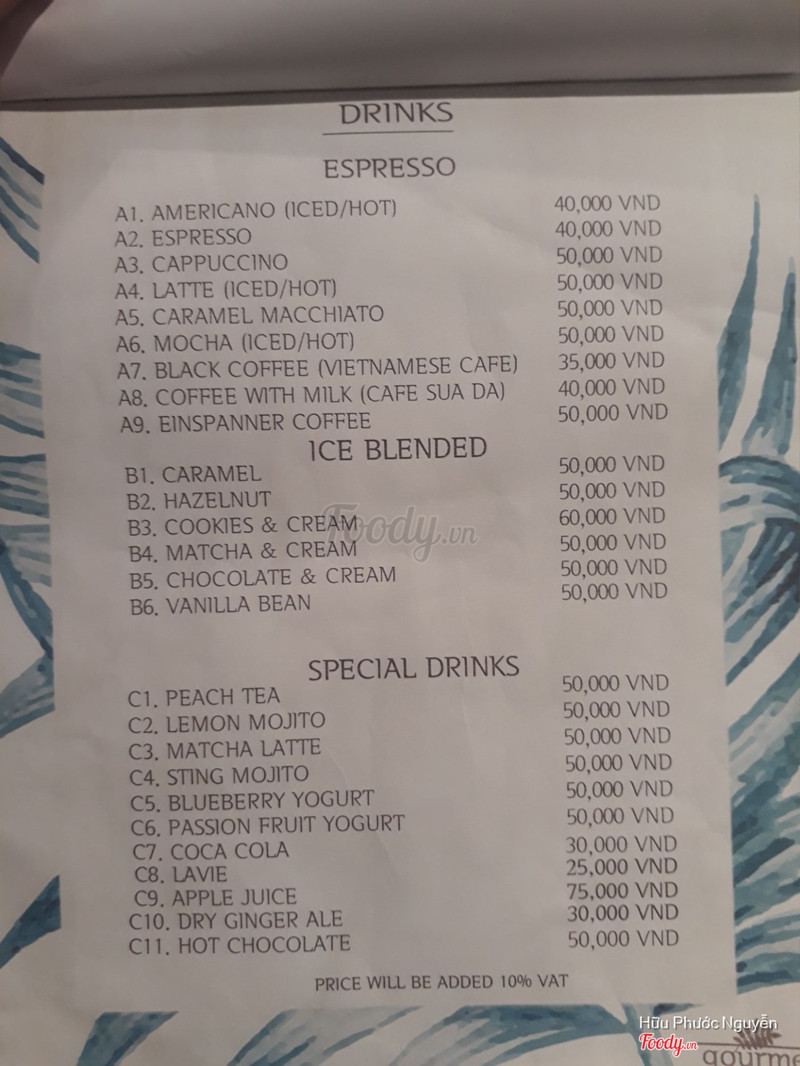 DRINKS
ESPRESSO
A1. AMERICANO (ICED/HOT) 40,000 VND
A2. ESPRESSO 40,000 VND
A3. CAPPUCCINO 50,000 VND
A4. LATTE (ICED/HOT) 50,000 VND
A5. CARAMEL MACCHIATO 50,000 VND
A6. MOCHA (ICED/HOT) 50,000 VND
A7. BLACK COFFEE (VIETNAMESE CAFE) 35,000 VND
A8. COFFEE WITH MILK (CAFE SUA DA) 40,000 VND
A9. EINSPANNER COFFEE 50,000 VND
ICE BLENDED
B1. CARAMEL 50,000 VND
B2. HAZELNUT 50,000 VND
B3. COOKIES & CREAM 60,000 VND
Foody.vn
B4. MATCHA & CREAM 50,000 VND
B5. CHOCOLATE & CREAM 50,000 VND
B6. VANILLA BEAN 50,000 VND
SPECIAL DRINKS
C1. PEACH TEA 50,000 VND
C2. LEMON MOJITO 50,000 VND
C3. MATCHA LATTE 50,000 VND
C4. STING MOJITO 50,000 VND
C5. BLUEBERRY YOGURT 50,000 VND
C6. PASSION FRUIT YOGURT 50,000 VND
C7. COCA COLA 30,000 VND
C8. LAVIE 25,000 VND
C9. APPLE JUICE 75,000 VND
C10. DRY GINGER ALE 30,000 VND
C11. HOT CHOCOLATE 50,000 VND
PRICE WILL BE ADDED 10% VAT
Hữu Phước Nguyễn
Foody.vn
gourme